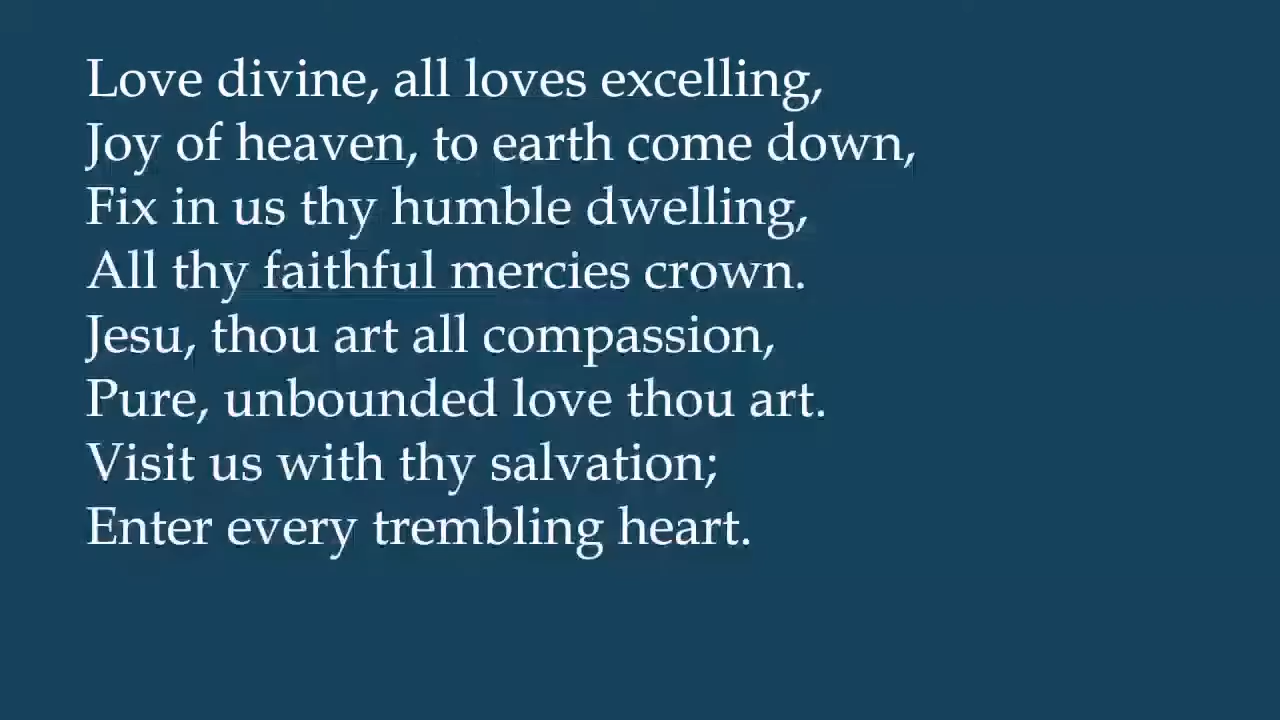 Love divine, all loves excelling,
Joy of heaven, to earth come down,
Fix in us thy humble dwelling,
All thy faithful mercies crown.
Jesu, thou art all compassion,
Pure, unbounded love thou art.
Visit us with thy salvation;
Enter every trembling heart.